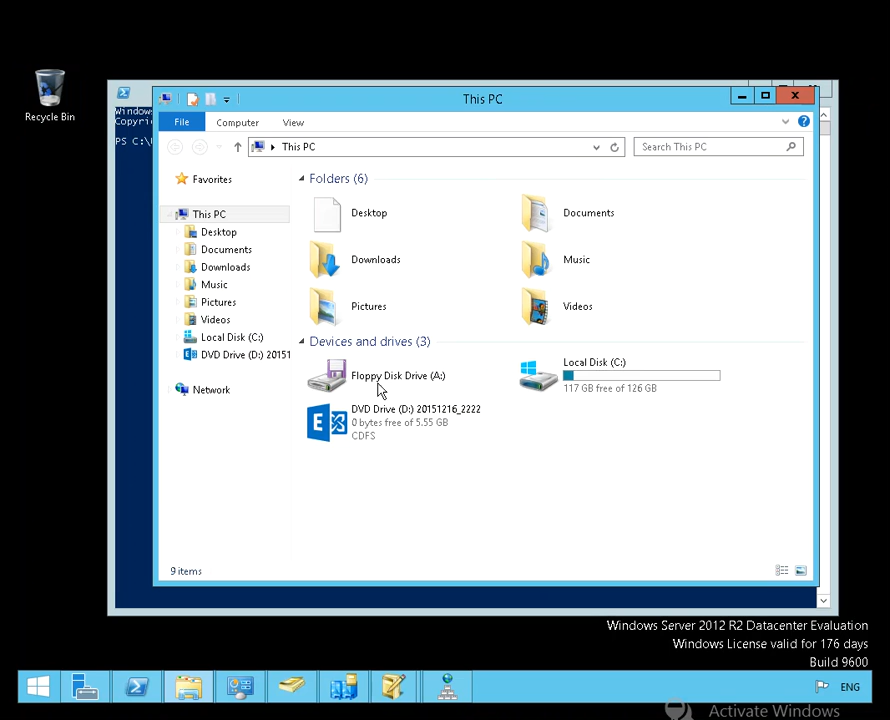 Recycle Bin
Windows
Copyri
PS C:\
This PC
File Computer View
This PC
Search This PC
Favorites
This PC
Desktop
Documents
Downloads
Music
Pictures
Videos
Local Disk (C:)
DVD Drive (D:) 20151
Network
Folders (6)
Desktop
Documents
Downloads
Music
Pictures
Videos
Devices and drives (3)
Floppy Disk Drive (A:)
Local Disk (C:)
117 GB free of 126 GB
DVD Drive (D:) 20151216_2222
0 bytes free of 5.55 GB
CDFS
9 items
Windows Server 2012 R2 Datacenter Evaluation
Windows License valid for 176 days
Build 9600
ENG
Activate Windows